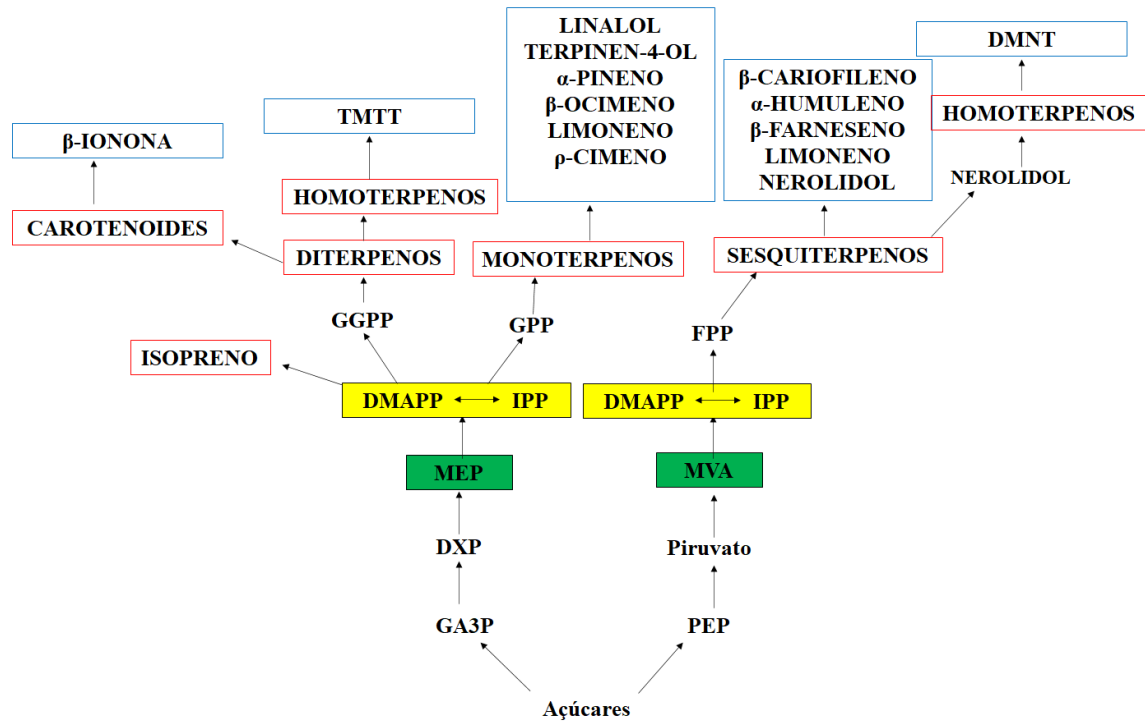 LINALOL
TERPINEN-4-OL
α-PINENO
β-OCIMENO
LIMONENO
ρ-CIMENO
DMNT
β-CARIOFILENO
α-HUMULENO
β-FARNESENO
LIMONENO
NEROLIDOL
HOMOTERPENOS
NEROLIDOL
TMTT
β-IONONA
HOMOTERPENOS
CAROTENOIDES
DITERPENOS
MONOTERPENOS
SESQUITERPENOS
GGPP
GPP
FPP
ISOPRENO
DMAPP IPP
DMAPP IPP
MEP
MVA
DXP
Piruvato
GA3P
PEP
Açúcares